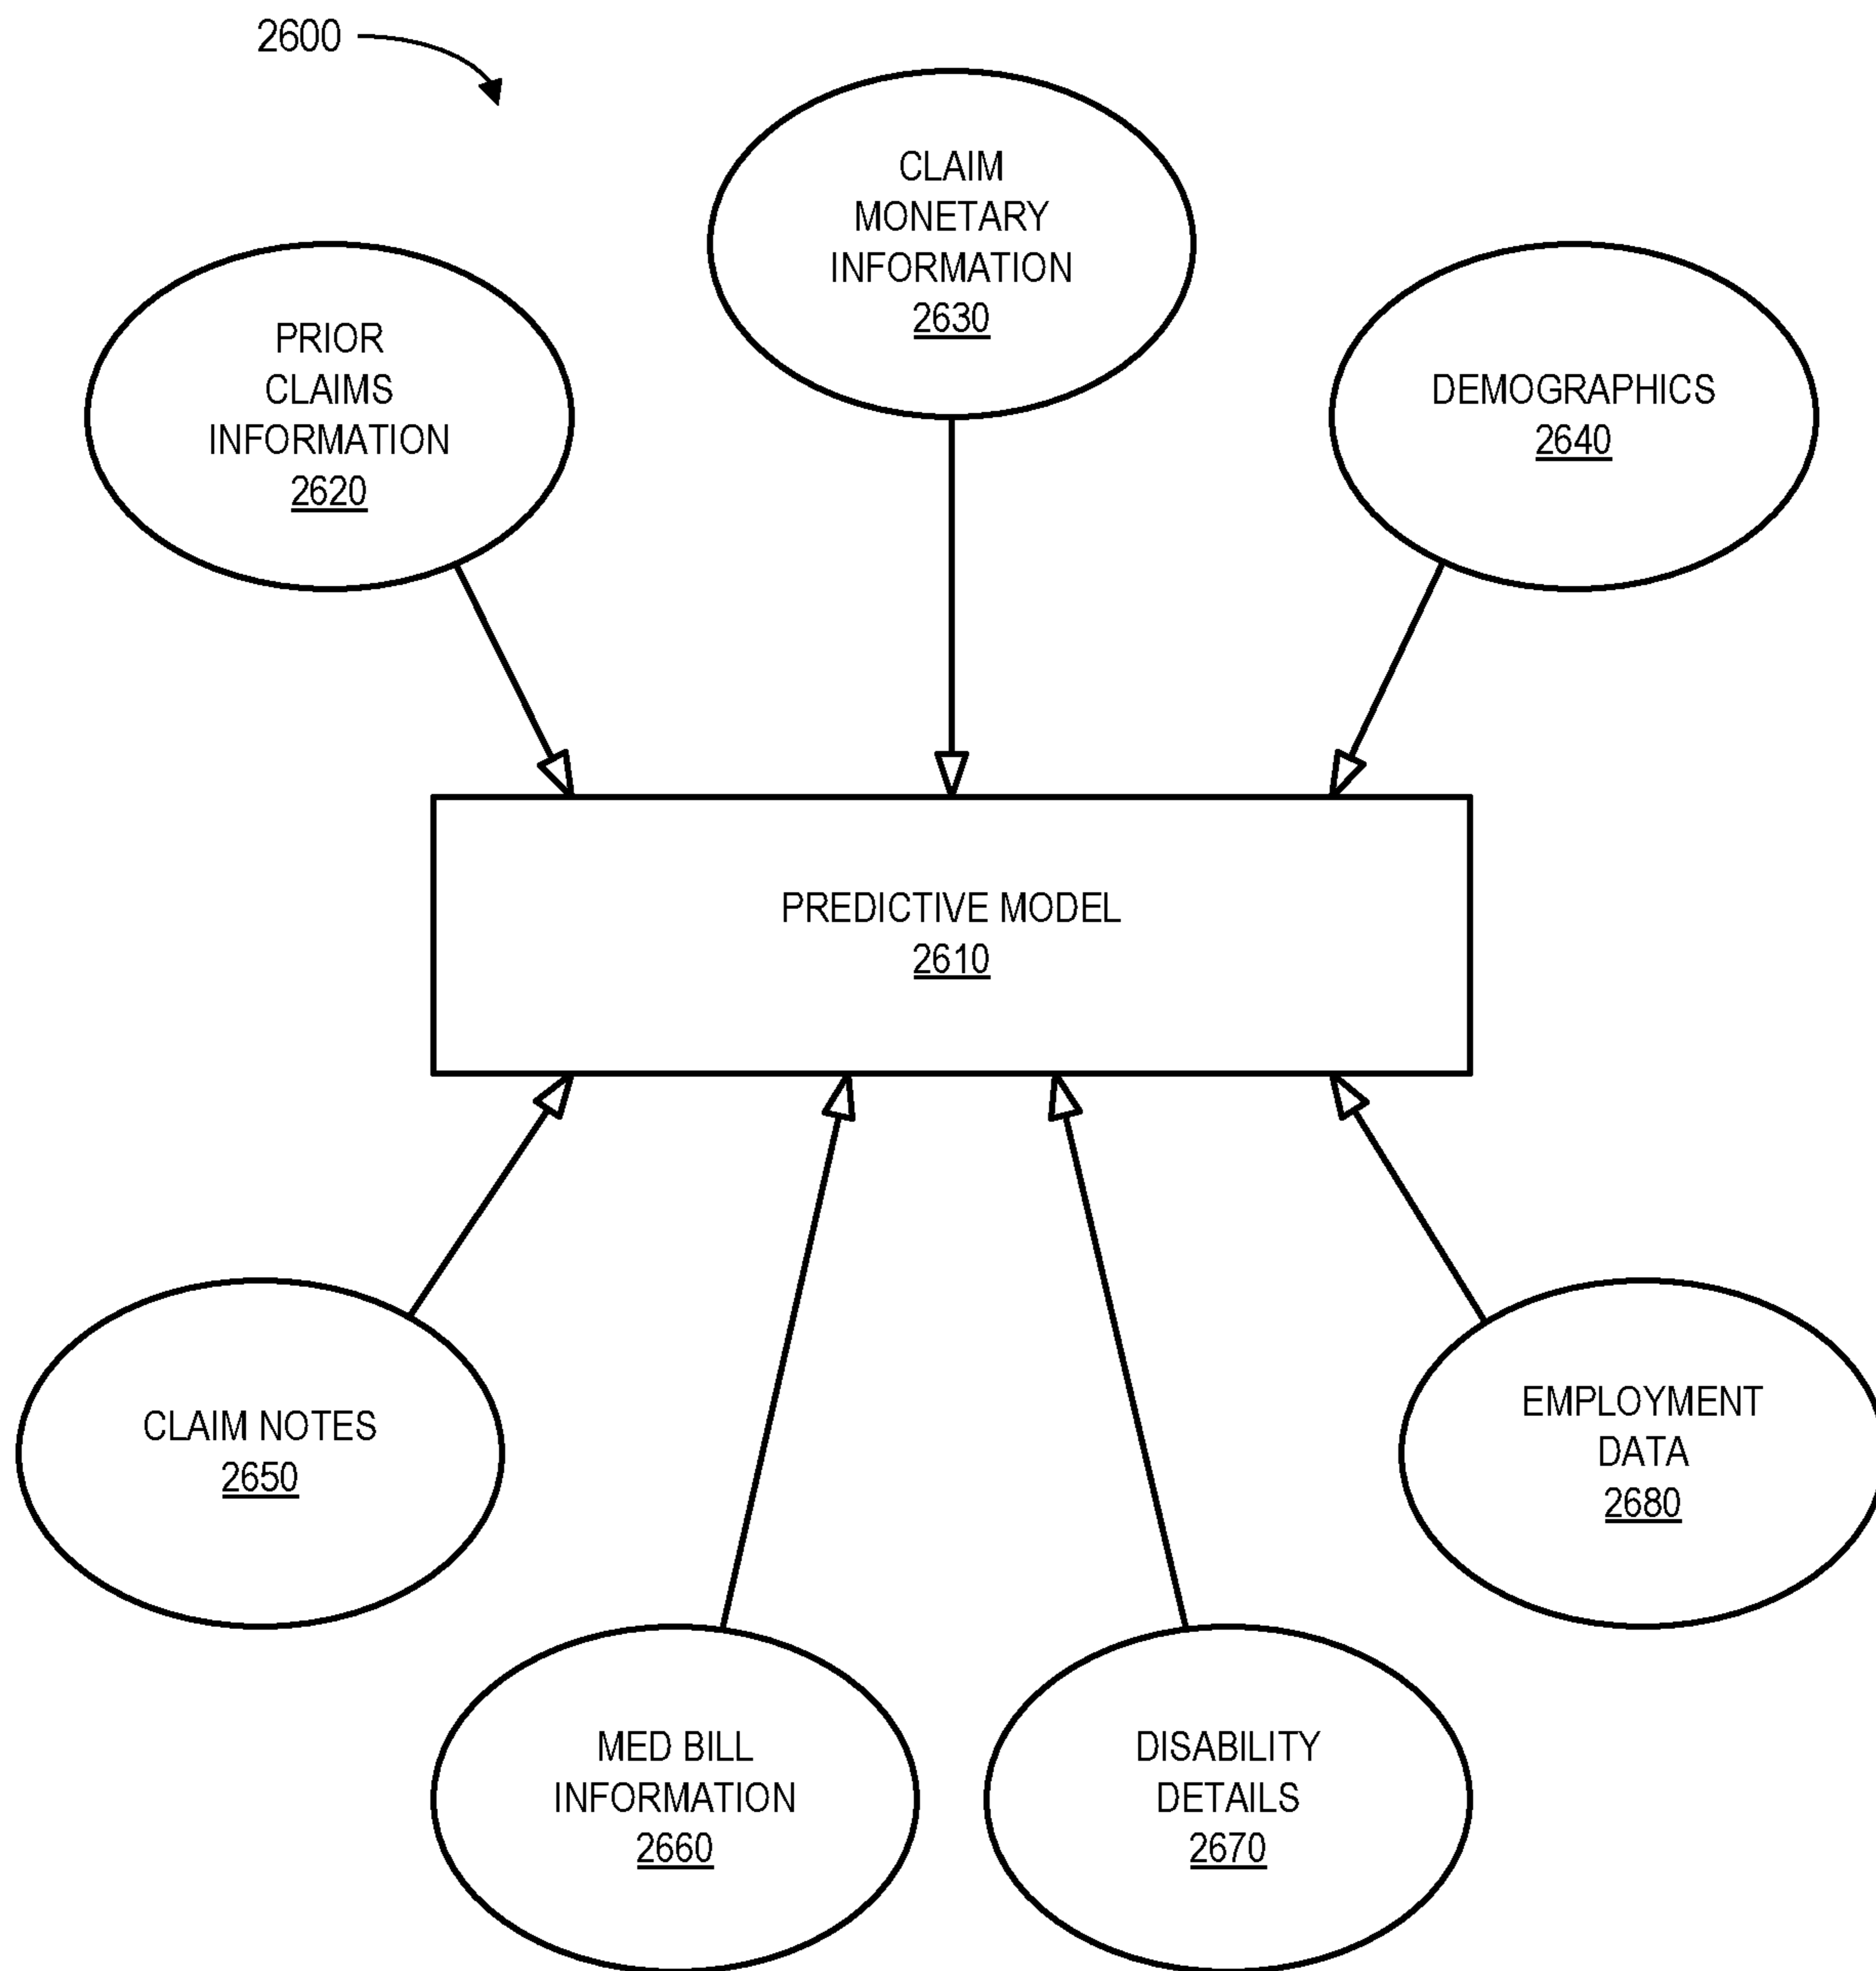 2600
CLAIM
MONETARY
INFORMATION
2630
PRIOR
CLAIMS
INFORMATION
2620
DEMOGRAPHICS
2640
PREDICTIVE MODEL
2610
CLAIM NOTES
2650
EMPLOYMENT
DATA
2680
MED BILL
INFORMATION
2660
DISABILITY
DETAILS
2670